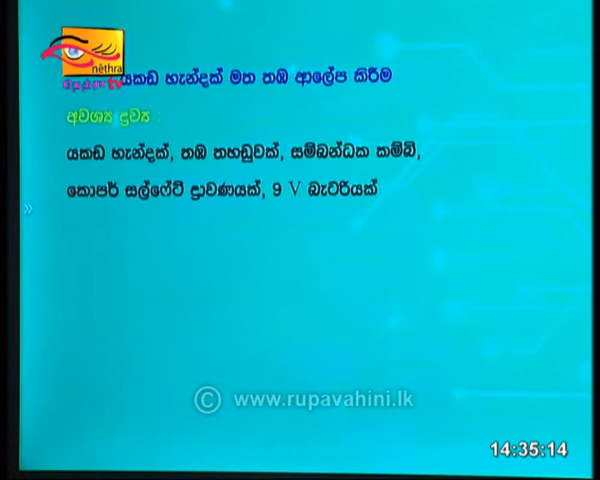 nēthra
යකඩ හැන්දක් මත තඹ ආලේප කිරීම
අවශ්‍ය ද්‍රව්‍ය :
යකඩ හැන්දක්, තඹ තහඩුවක්, සම්බන්ධක කම්බි,
කොපර් සල්ෆේට් ද්‍රාවණයක්, 9 V බැටරියක්
© www.rupavahini.lk
14:35:14